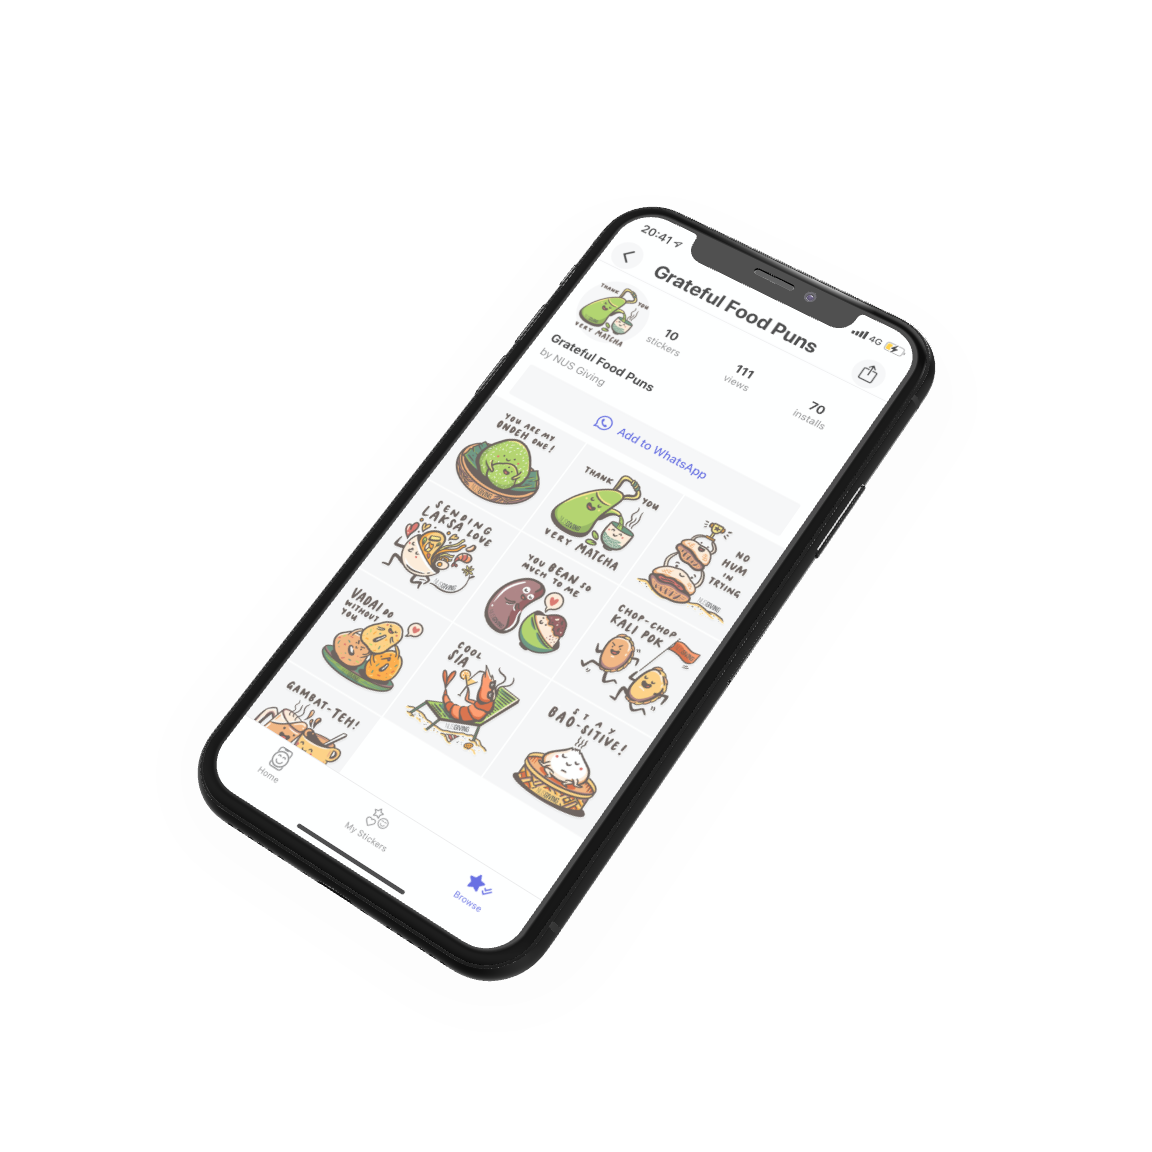 20:41
4G
Grateful Food Puns
THANK YOU
VERY MATCHA
10
stickers
111
views
70
installs
Grateful Food Puns
by NUS Giving
Add to WhatsApp
YOU ARE MY
ONDEH ONE!
THANK YOU
VERY MATCHA
NO
HUM
IN
TRYING
SENDING
LAKSA LOVE
YOU BEAN SO
MUCH TO ME
CHOP-CHOP
KALI POK
VADAI DO
WITHOUT
YOU
COOL
SIA
STAY
BAO-SITIVE!
GAMBAT-TEH!
Home
My Stickers
Browse